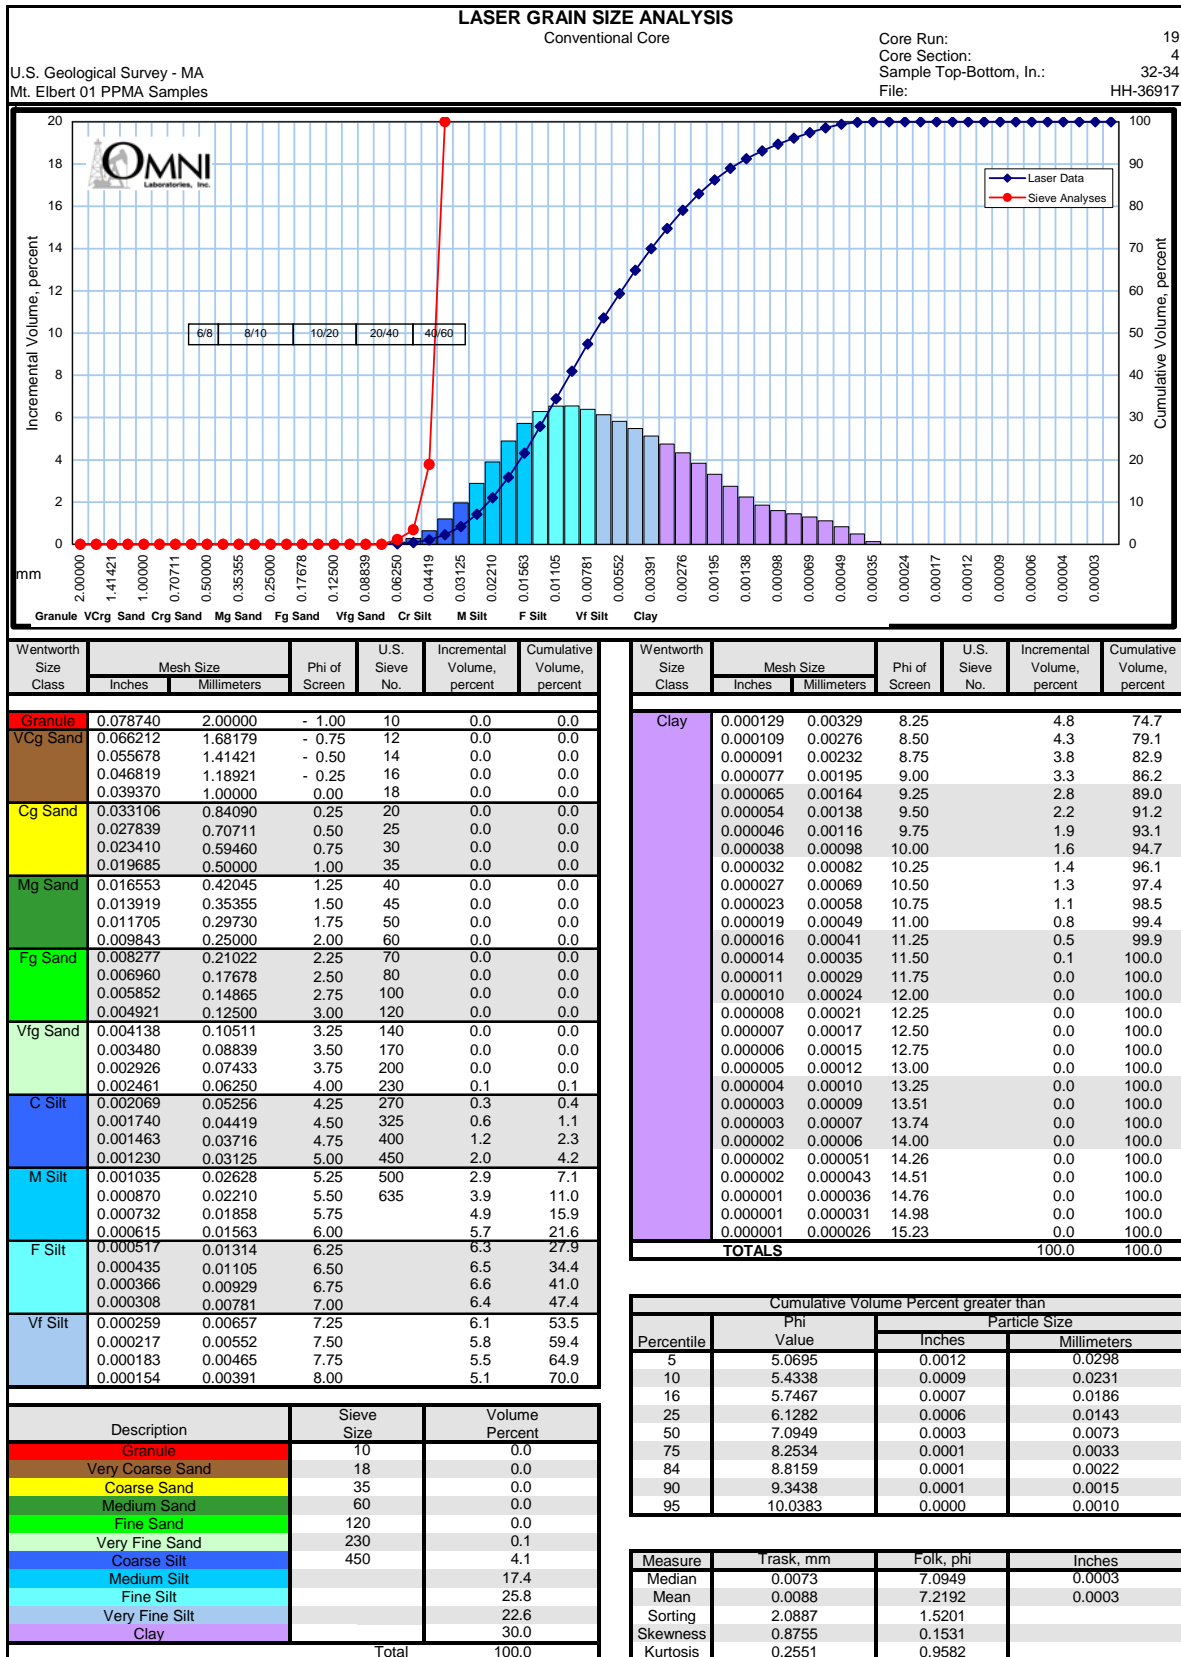 LASER GRAIN SIZE ANALYSIS
Conventional Core
Core Run: 19
Core Section: 4
U.S. Geological Survey - MA Sample Top-Bottom, In.: 32-34
Mt. Elbert 01 PPMA Samples File: HH-36917
OMNI
Laboratories, Inc.
Laser Data
Sieve Analyses
Incremental Volume, percent
20
18
16
14
12
10
8
6
4
2
0
Cumulative Volume, percent
100
90
80
70
60
50
40
30
20
10
0
6/8 8/10 10/20 20/40 40/60
mm
2.00000 1.41421 1.00000 0.70711 0.50000 0.35355 0.25000 0.17678 0.12500 0.08839 0.06250 0.04419 0.03125 0.02210 0.01563 0.01105 0.00781 0.00552 0.00391 0.00276 0.00195 0.00138 0.00098 0.00069 0.00049 0.00035 0.00024 0.00017 0.00012 0.00009 0.00006 0.00004 0.00003
Granule VCrg Sand Crg Sand Mg Sand Fg Sand Vfg Sand Cr Silt M Silt F Silt Vf Silt Clay
Wentworth Size Class Mesh Size Inches Millimeters Phi of Screen U.S. Sieve No. Incremental Volume, percent Cumulative Volume, percent
Granule 0.078740 2.00000 - 1.00 10 0.0 0.0
VCg Sand 0.066212 1.68179 - 0.75 12 0.0 0.0
0.055678 1.41421 - 0.50 14 0.0 0.0
0.046819 1.18921 - 0.25 16 0.0 0.0
0.039370 1.00000 0.00 18 0.0 0.0
Cg Sand 0.033106 0.84090 0.25 20 0.0 0.0
0.027839 0.70711 0.50 25 0.0 0.0
0.023410 0.59460 0.75 30 0.0 0.0
0.019685 0.50000 1.00 35 0.0 0.0
Mg Sand 0.016553 0.42045 1.25 40 0.0 0.0
0.013919 0.35355 1.50 45 0.0 0.0
0.011705 0.29730 1.75 50 0.0 0.0
0.009843 0.25000 2.00 60 0.0 0.0
Fg Sand 0.008277 0.21022 2.25 70 0.0 0.0
0.006960 0.17678 2.50 80 0.0 0.0
0.005852 0.14865 2.75 100 0.0 0.0
0.004921 0.12500 3.00 120 0.0 0.0
Vfg Sand 0.004138 0.10511 3.25 140 0.0 0.0
0.003480 0.08839 3.50 170 0.0 0.0
0.002926 0.07433 3.75 200 0.0 0.0
0.002461 0.06250 4.00 230 0.1 0.1
C Silt 0.002069 0.05256 4.25 270 0.3 0.4
0.001740 0.04419 4.50 325 0.6 1.1
0.001463 0.03716 4.75 400 1.2 2.3
0.001230 0.03125 5.00 450 2.0 4.2
M Silt 0.001035 0.02628 5.25 500 2.9 7.1
0.000870 0.02210 5.50 635 3.9 11.0
0.000732 0.01858 5.75 4.9 15.9
0.000615 0.01563 6.00 5.7 21.6
F Silt 0.000517 0.01314 6.25 6.3 27.9
0.000435 0.01105 6.50 6.5 34.4
0.000366 0.00929 6.75 6.6 41.0
0.000308 0.00781 7.00 6.4 47.4
Vf Silt 0.000259 0.00657 7.25 6.1 53.5
0.000217 0.00552 7.50 5.8 59.4
0.000183 0.00465 7.75 5.5 64.9
0.000154 0.00391 8.00 5.1 70.0
Wentworth Size Class Mesh Size Inches Millimeters Phi of Screen U.S. Sieve No. Incremental Volume, percent Cumulative Volume, percent
Clay 0.000129 0.00329 8.25 4.8 74.7
0.000109 0.00276 8.50 4.3 79.1
0.000091 0.00232 8.75 3.8 82.9
0.000077 0.00195 9.00 3.3 86.2
0.000065 0.00164 9.25 2.8 89.0
0.000054 0.00138 9.50 2.2 91.2
0.000046 0.00116 9.75 1.9 93.1
0.000038 0.00098 10.00 1.6 94.7
0.000032 0.00082 10.25 1.4 96.1
0.000027 0.00069 10.50 1.3 97.4
0.000023 0.00058 10.75 1.1 98.5
0.000019 0.00049 11.00 0.8 99.4
0.000016 0.00041 11.25 0.5 99.9
0.000014 0.00035 11.50 0.1 100.0
0.000011 0.00029 11.75 0.0 100.0
0.000010 0.00024 12.00 0.0 100.0
0.000008 0.00021 12.25 0.0 100.0
0.000007 0.00017 12.50 0.0 100.0
0.000006 0.00015 12.75 0.0 100.0
0.000005 0.00012 13.00 0.0 100.0
0.000004 0.00010 13.25 0.0 100.0
0.000003 0.00009 13.51 0.0 100.0
0.000003 0.00007 13.74 0.0 100.0
0.000002 0.00006 14.00 0.0 100.0
0.000002 0.000051 14.26 0.0 100.0
0.000002 0.000043 14.51 0.0 100.0
0.000001 0.000036 14.76 0.0 100.0
0.000001 0.000031 14.98 0.0 100.0
0.000001 0.000026 15.23 0.0 100.0
TOTALS 100.0 100.0
Cumulative Volume Percent greater than
Percentile Phi Value Particle Size Inches Millimeters
5 5.0695 0.0012 0.0298
10 5.4338 0.0009 0.0231
16 5.7467 0.0007 0.0186
25 6.1282 0.0006 0.0143
50 7.0949 0.0003 0.0073
75 8.2534 0.0001 0.0033
84 8.8159 0.0001 0.0022
90 9.3438 0.0001 0.0015
95 10.0383 0.0000 0.0010
Description Sieve Size Volume Percent
Granule 10 0.0
Very Coarse Sand 18 0.0
Coarse Sand 35 0.0
Medium Sand 60 0.0
Fine Sand 120 0.0
Very Fine Sand 230 0.1
Coarse Silt 450 4.1
Medium Silt 17.4
Fine Silt 25.8
Very Fine Silt 22.6
Clay 30.0
Total 100.0
Measure Trask, mm Folk, phi Inches
Median 0.0073 7.0949 0.0003
Mean 0.0088 7.2192 0.0003
Sorting 2.0887 1.5201
Skewness 0.8755 0.1531
Kurtosis 0.2551 0.9582